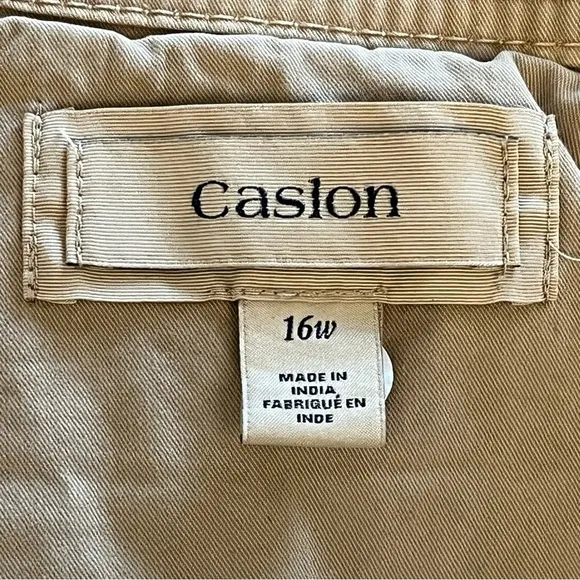 Caslon
16w
MADE IN
INDIA,
FABRIQUÉ EN
INDE